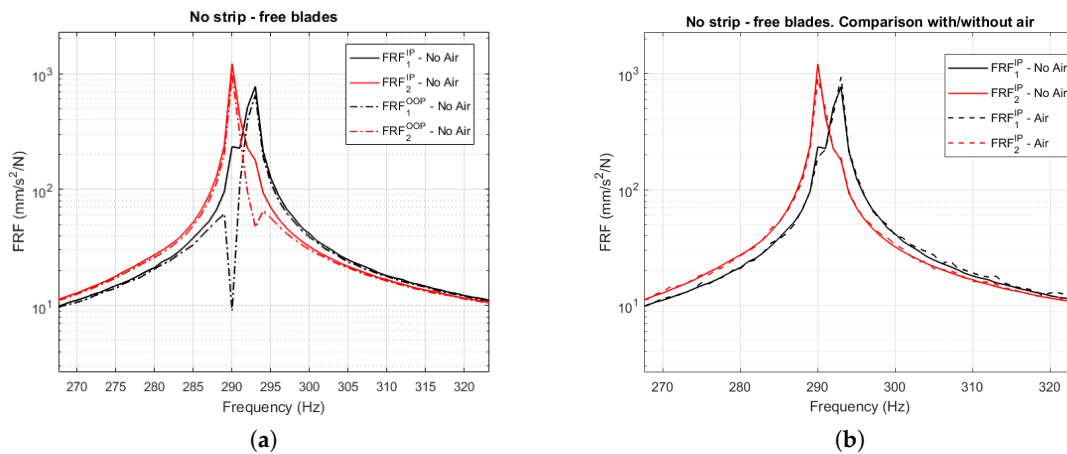 No strip - free blades
FRF (mm/s²/N)
10³
10²
10¹
FRF₁ᴵᴾ - No Air
FRF₂ᴵᴾ - No Air
FRF₁ᴼᴼᴾ - No Air
FRF₂ᴼᴼᴾ - No Air
270 275 280 285 290 295 300 305 310 315 320
Frequency (Hz)
(a)
No strip - free blades. Comparison with/without air
FRF (mm/s²/N)
10³
10²
10¹
FRF₁ᴵᴾ - No Air
FRF₂ᴵᴾ - No Air
FRF₁ᴵᴾ - Air
FRF₂ᴵᴾ - Air
270 280 290 300 310 320
Frequency (Hz)
(b)